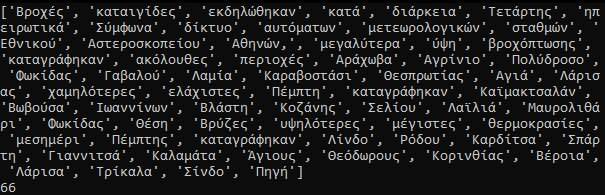 ['Βροχές', 'καταιγίδες', 'εκδηλώθηκαν', 'κατά', 'διάρκεια', 'Τετάρτης', 'ηπ
ειρωτικά', 'Σύμφωνα', 'δίκτυο', 'αυτόματων', 'μετεωρολογικών', 'σταθμών', '
Εθνικού', 'Αστεροσκοπείου', 'Αθηνών,', 'μεγαλύτερα', 'ύψη', 'βροχόπτωσης',
'καταγράφηκαν', 'ακόλουθες', 'περιοχές', 'Αράχωβα', 'Αγρίνιο', 'Πολύδροσο',
 'Φωκίδας', 'Γαβαλού', 'Λαμία', 'Καραβοστάσι', 'Θεσπρωτίας', 'Αγιά', 'Λάρισ
ας', 'χαμηλότερες', 'ελάχιστες', 'Πέμπτη', 'καταγράφηκαν', 'Καϊμακτσαλάν',
'Βωβούσα', 'Ιωαννίνων', 'Βλάστη', 'Κοζάνης', 'Σελίου', 'Λαϊλιά', 'Μαυρολιθά
ρι', 'Φωκίδας', 'Θέση', 'Βρύζες', 'υψηλότερες', 'μέγιστες', 'θερμοκρασίες',
 'μεσημέρι', 'Πέμπτης', 'καταγράφηκαν', 'Λίνδο', 'Ρόδου', 'Καρδίτσα', 'Σπάρ
τη', 'Γιαννιτσά', 'Καλαμάτα', 'Άγιους', 'Θεόδωρους', 'Κορινθίας', 'Βέροια',
 'Λάρισα', 'Τρίκαλα', 'Σίνδο', 'Πηγή']
66